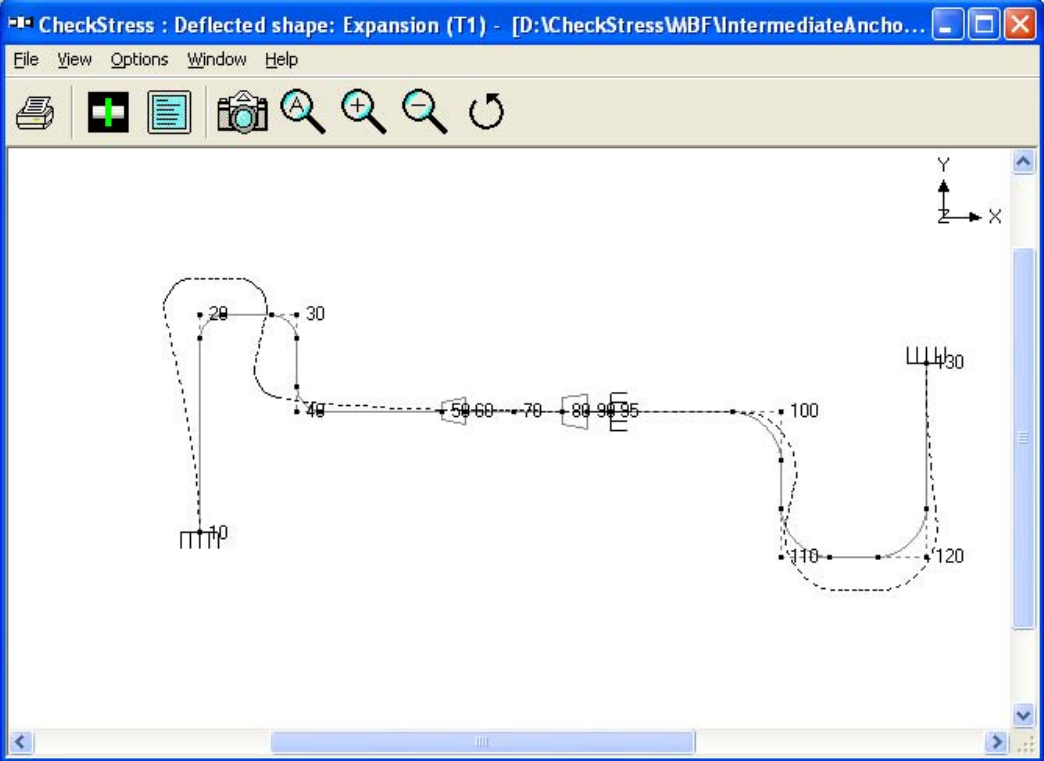 CheckStress : Deflected shape: Expansion (T1) - [D:\CheckStress\MBF\IntermediateAncho...
File View Options Window Help
A
Y
Z X
20 30
130
40 50 60 70 80 90 95 100
10
110 120